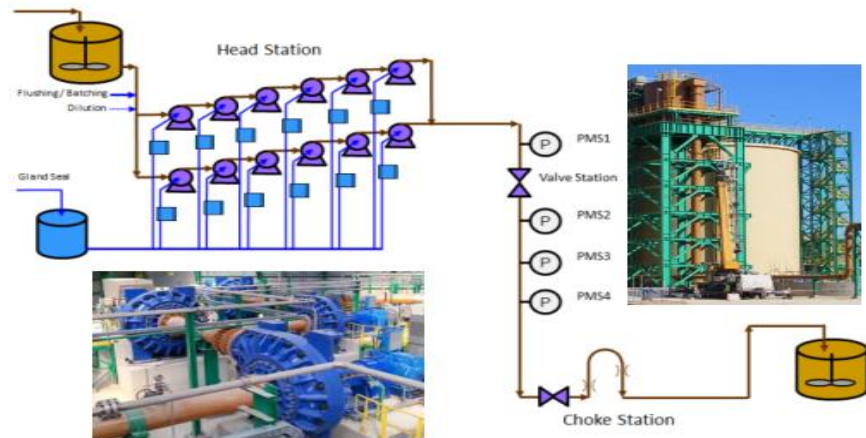 Head Station
Flushing/ Batching
Dilution
Gland Seal
P
PMS1
Valve Station
P
PMS2
P
PMS3
P
PMS4
Choke Station